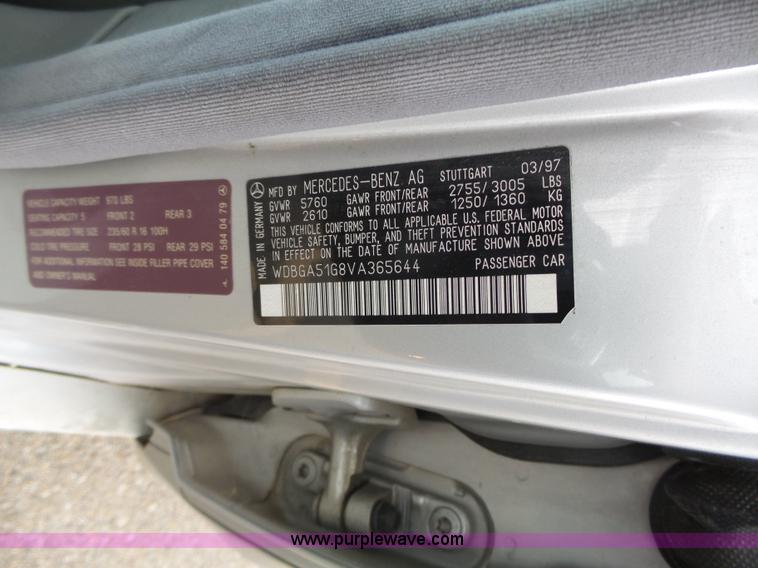 VEHICLE CAPACITY WEIGHT 970 LBS
SEATING CAPACITY 5 FRONT 2 REAR 3
RECOMMENDED TIRE SIZE 235/60 R 16 100H
COLD TIRE PRESSURE FRONT 28 PSI REAR 29 PSI
FOR ADDITIONAL INFORMATION SEE INSIDE FILLER PIPE COVER
AND OWNER'S MANUAL
A 140 584 04 79
MADE IN GERMANY
MFD BY MERCEDES-BENZ AG STUTTGART 03/97
GVWR 5760 GAWR FRONT/REAR 2755/3005 LBS
GVWR 2610 GAWR FRONT/REAR 1250/1360 KG
THIS VEHICLE CONFORMS TO ALL APPLICABLE U.S. FEDERAL MOTOR
VEHICLE SAFETY, BUMPER, AND THEFT PREVENTION STANDARDS
IN EFFECT ON THE DATE OF MANUFACTURE SHOWN ABOVE
WDBGA51G8VA365644 PASSENGER CAR
www.purplewave.com